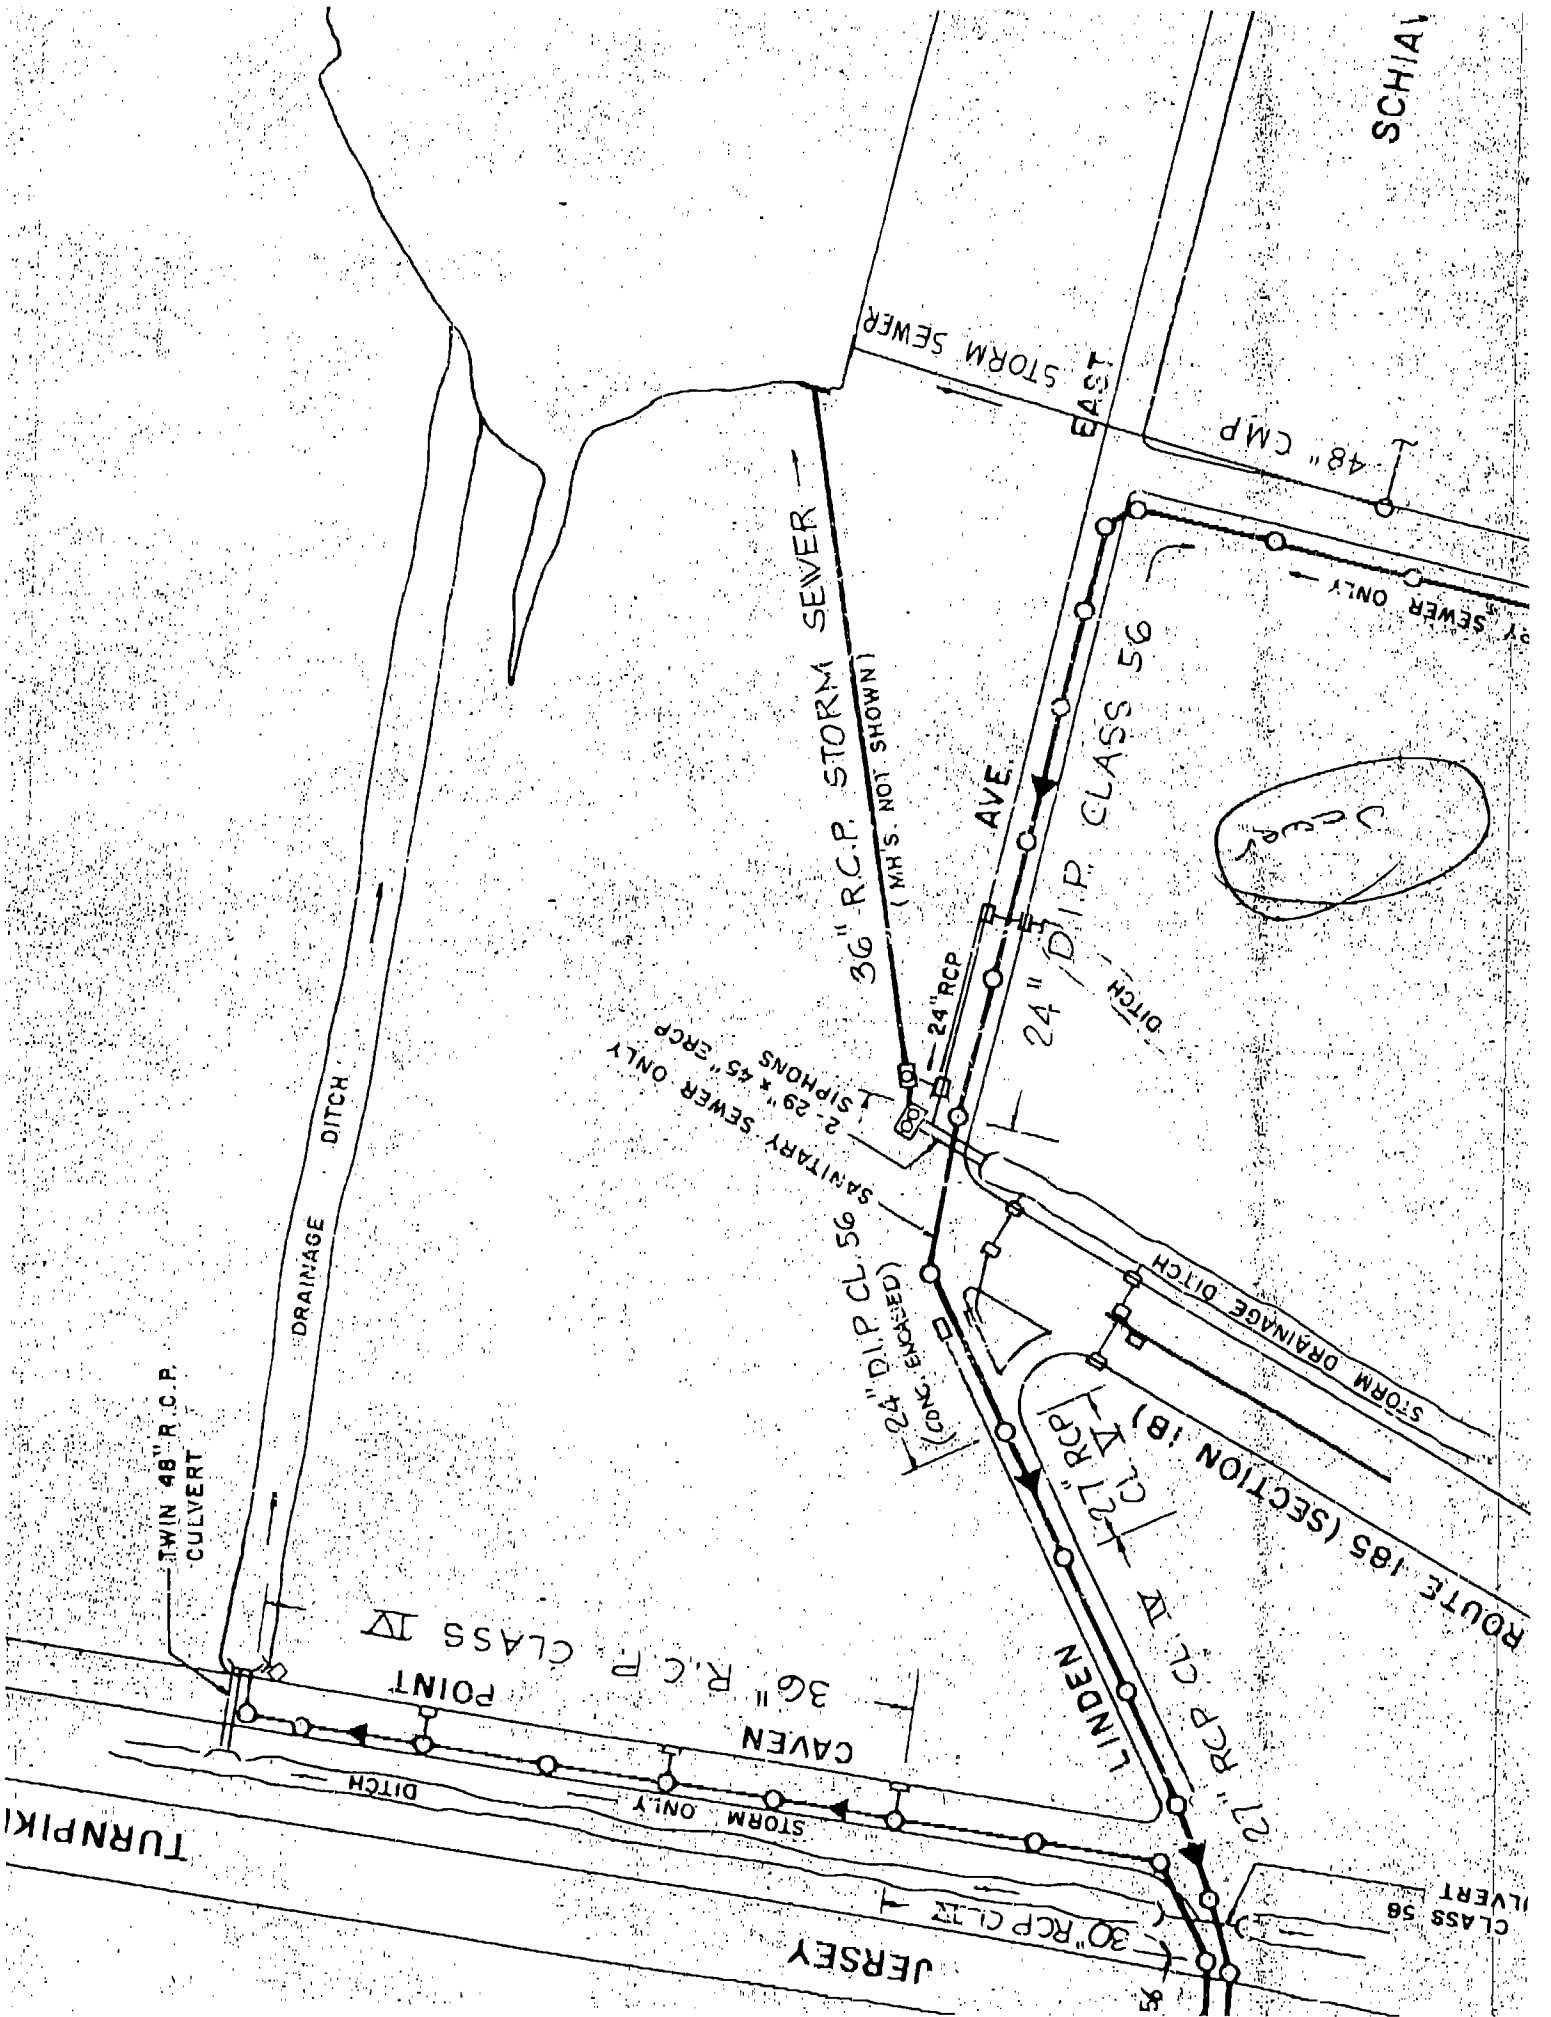 SCHIAV
STORM SEWER
EAST
48" CMP
36" R.C.P. STORM SEWER
(MH'S. NOT SHOWN)
SEWER ONLY
AVE.
24" D.I.P. CLASS 56
24" RCP
DITCH
2-29" x 45" ERCP
SIPHONS
SANITARY SEWER ONLY
DRAINAGE DITCH
24" D.I.P. CL. 56
(CONC. ENCASED)
STORM DRAINAGE DITCH
27" RCP
CL. V
ROUTE 185 (SECTION 1B)
TWIN 48" R.C.P.
CULVERT
27" RCP CL. IV
LINDEN
36" R.C.P. CLASS IV
CAVEN POINT
STORM ONLY
DITCH
30" RCP CL. IV
CLASS 56
LVERT
56
JERSEY TURNPIK